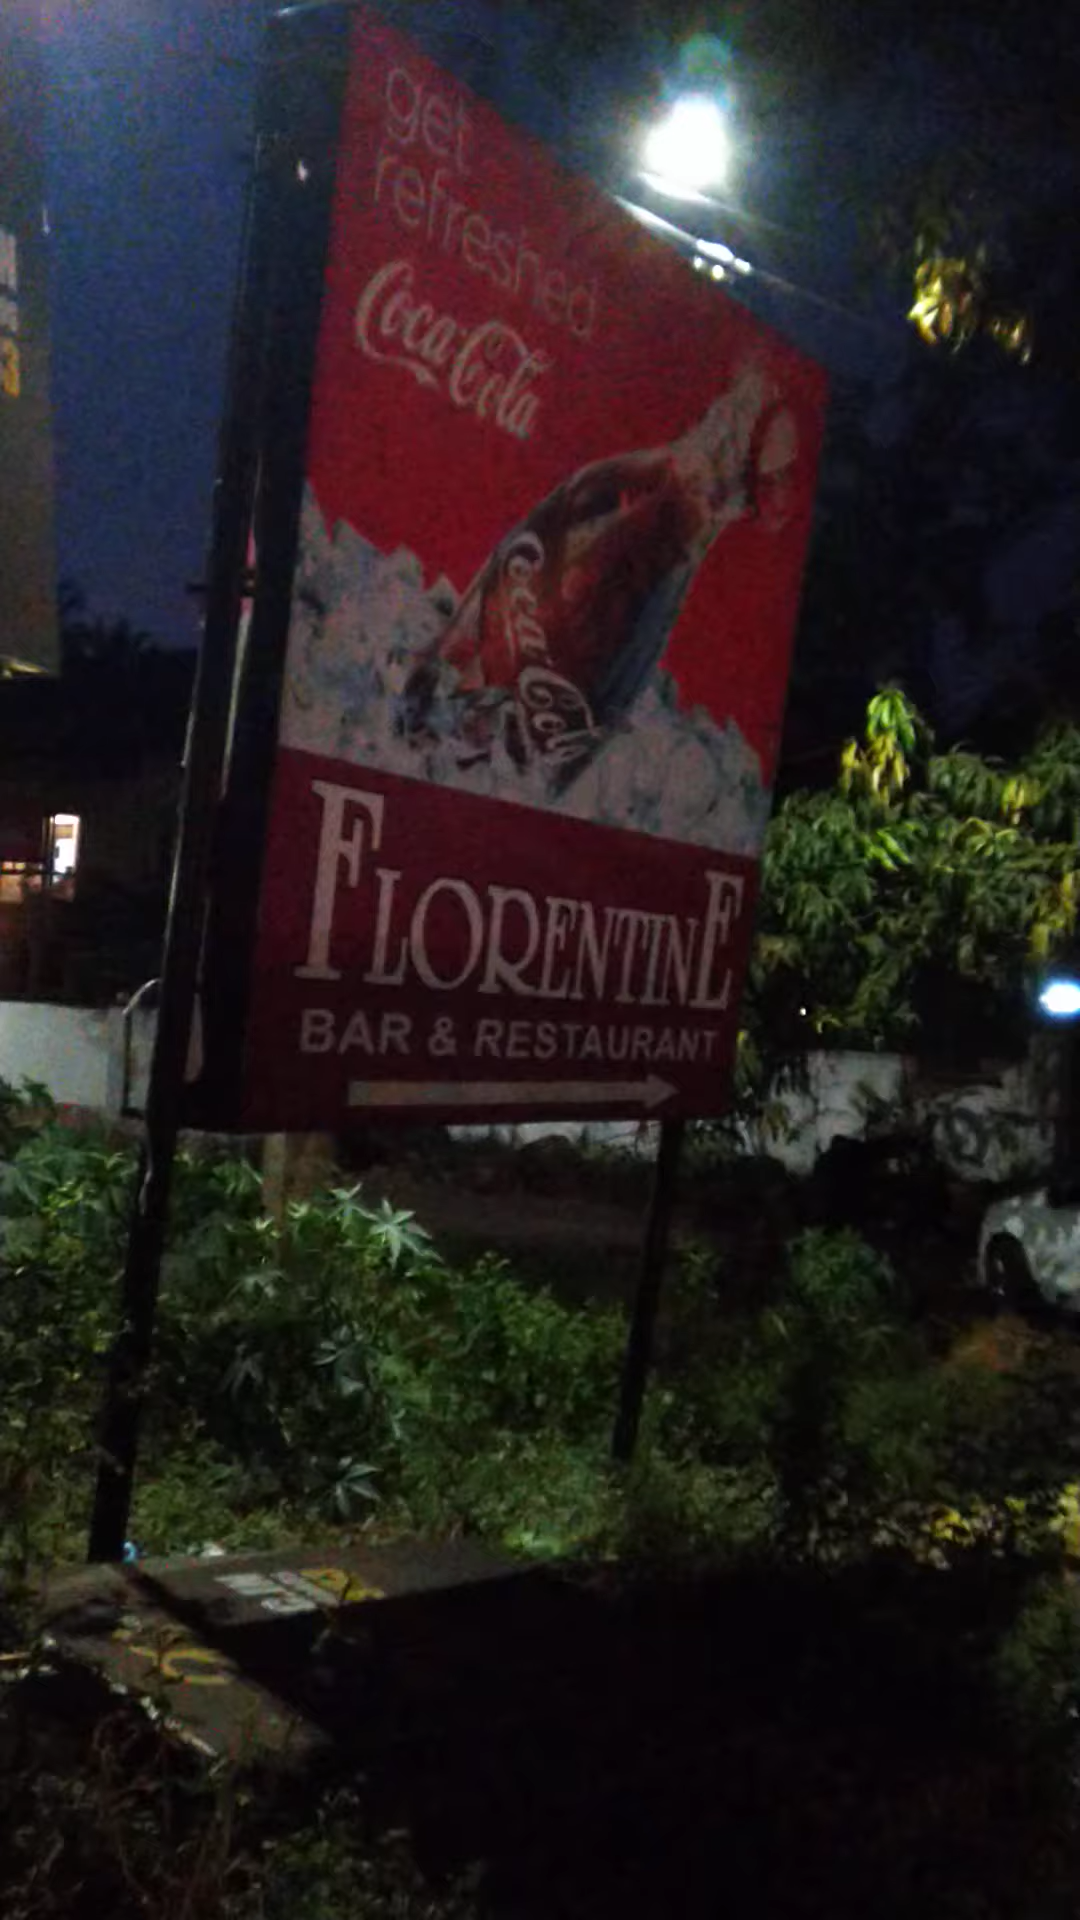 get
refreshed
Coca-Cola
Coca-Cola
FLORENTINE
BAR & RESTAURANT